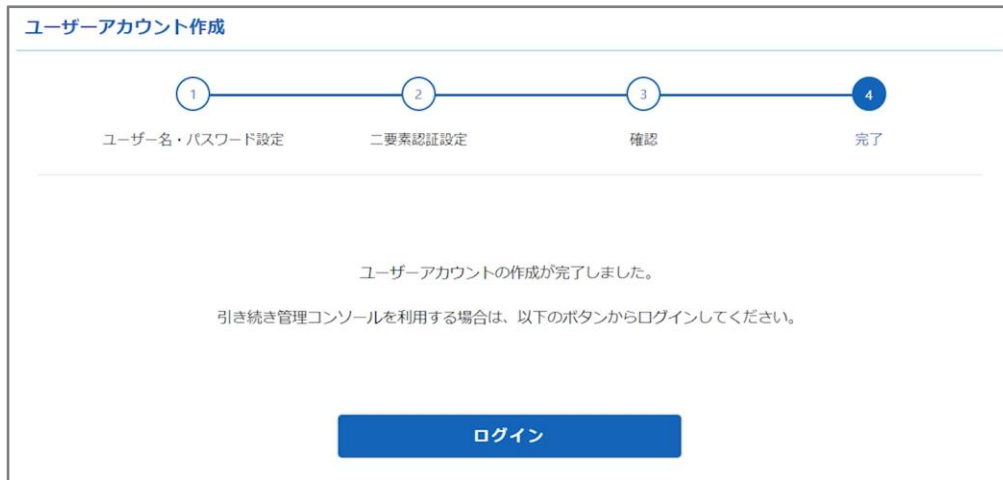 ユーザーアカウント作成
1
2
3
4
ユーザー名・パスワード設定
二要素認証設定
確認
完了
ユーザーアカウントの作成が完了しました。
引き続き管理コンソールを利用する場合は、以下のボタンからログインしてください。
ログイン